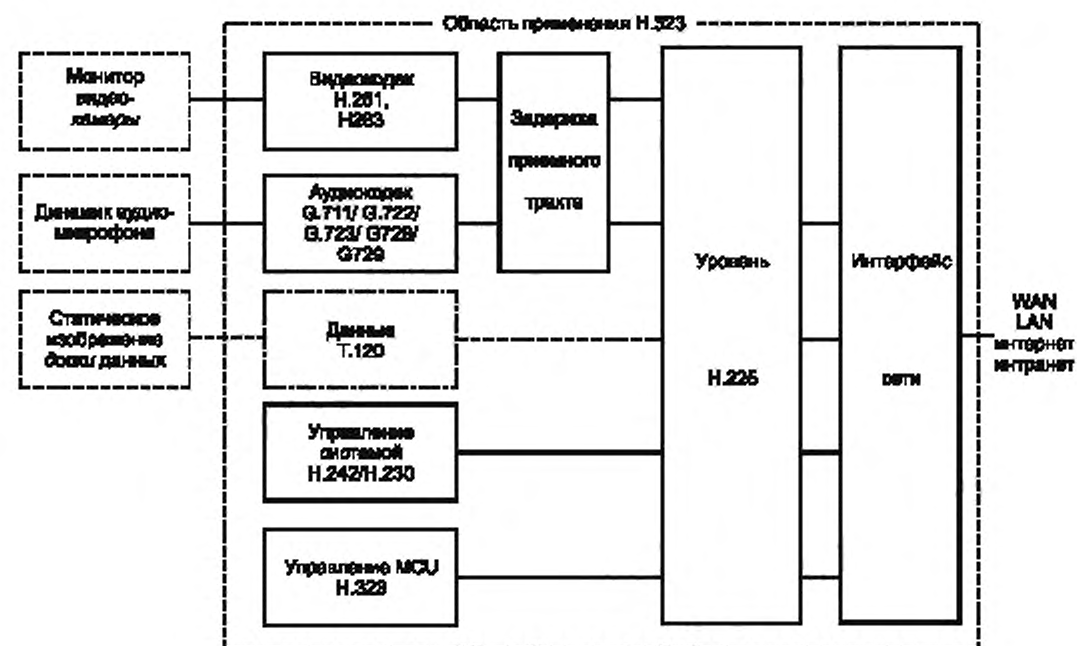 Область применения H.323
Монитор
видео-
камеры
Видеокодек
H.261,
H263
Задержка
приемного
тракта
Динамик аудио-
микрофона
Аудиокодек
G.711/ G.722/
G.723/ G728/
G729
Уровень
H.225
Интерфейс
сети
WAN
LAN
интернет
интранет
Статическое
изображение
доски данных
Данные
T.120
Управление
системой
H.242/H.230
Управление MCU
H.323